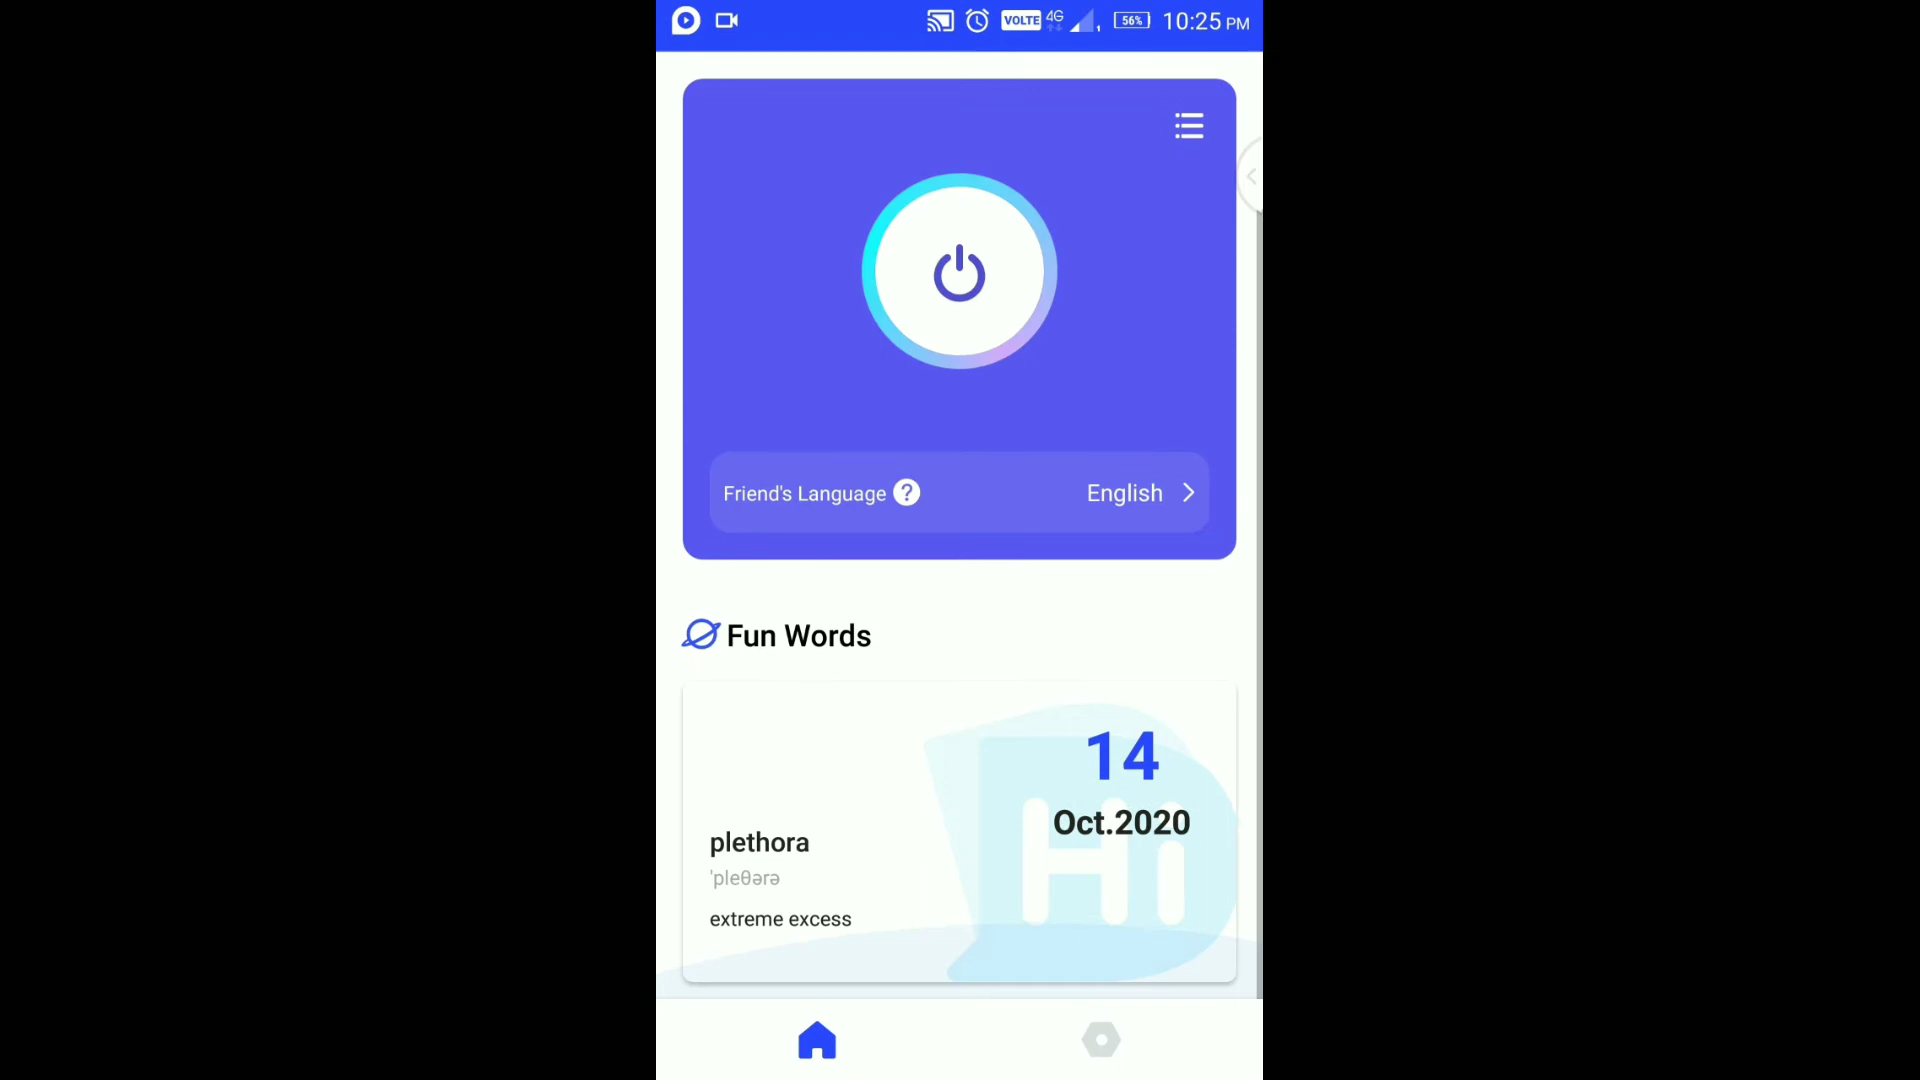 VOLTE 4G 1 56% 10:25 PM
Friend's Language ? English
Fun Words
14
Oct.2020
plethora
'pleθərə
extreme excess
Hi